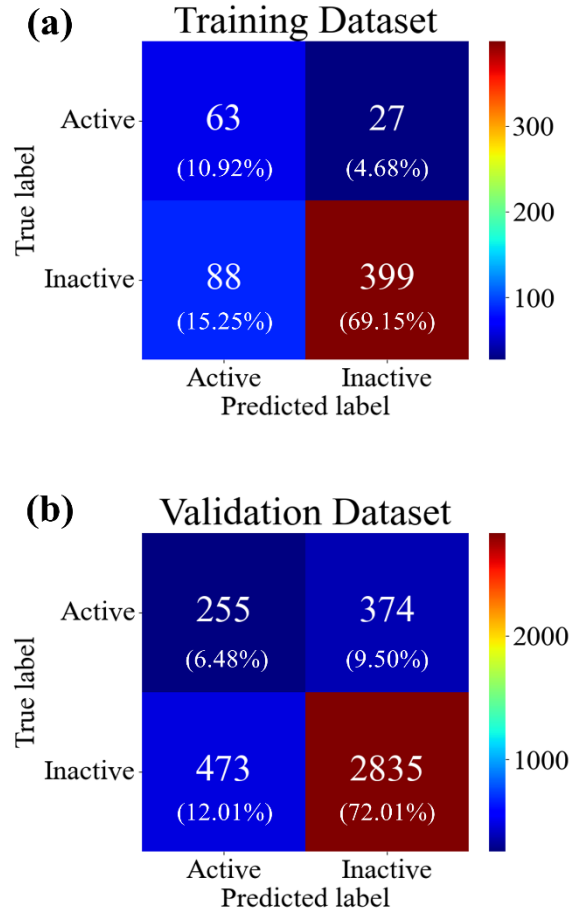 (a)
Training Dataset
True label
Active
63
27
(10.92%)
(4.68%)
Inactive
88
399
(15.25%)
(69.15%)
Active
Inactive
Predicted label
300
200
100
(b)
Validation Dataset
True label
Active
255
374
(6.48%)
(9.50%)
Inactive
473
2835
(12.01%)
(72.01%)
Active
Inactive
Predicted label
2000
1000